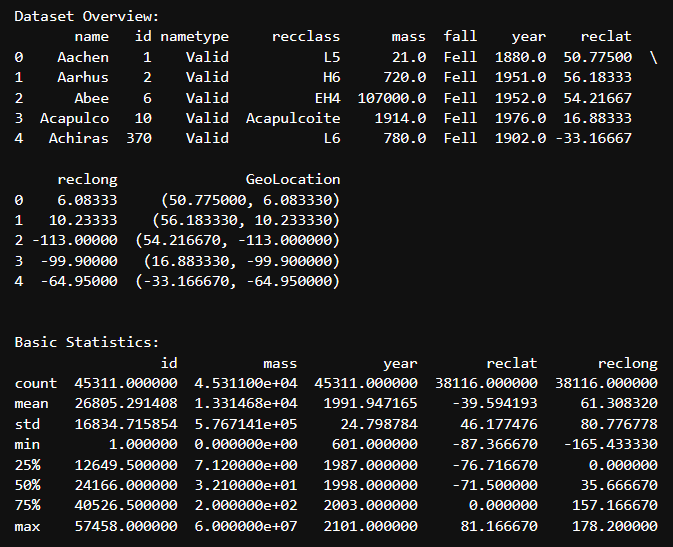 Dataset Overview:
name id nametype recclass mass fall year reclat
0 Aachen 1 Valid L5 21.0 Fell 1880.0 50.77500 \
1 Aarhus 2 Valid H6 720.0 Fell 1951.0 56.18333
2 Abee 6 Valid EH4 107000.0 Fell 1952.0 54.21667
3 Acapulco 10 Valid Acapulcoite 1914.0 Fell 1976.0 16.88333
4 Achiras 370 Valid L6 780.0 Fell 1902.0 -33.16667
reclong GeoLocation
0 6.08333 (50.775000, 6.083330)
1 10.23333 (56.183330, 10.233330)
2 -113.00000 (54.216670, -113.000000)
3 -99.90000 (16.883330, -99.900000)
4 -64.95000 (-33.166670, -64.950000)
Basic Statistics:
id mass year reclat reclong
count 45311.000000 4.531100e+04 45311.000000 38116.000000 38116.000000
mean 26805.291408 1.331468e+04 1991.947165 -39.594193 61.308320
std 16834.715854 5.767141e+05 24.798784 46.177476 80.776778
min 1.000000 0.000000e+00 601.000000 -87.366670 -165.433330
25% 12649.500000 7.120000e+00 1987.000000 -76.716670 0.000000
50% 24166.000000 3.210000e+01 1998.000000 -71.500000 35.666670
75% 40526.500000 2.000000e+02 2003.000000 0.000000 157.166670
max 57458.000000 6.000000e+07 2101.000000 81.166670 178.200000